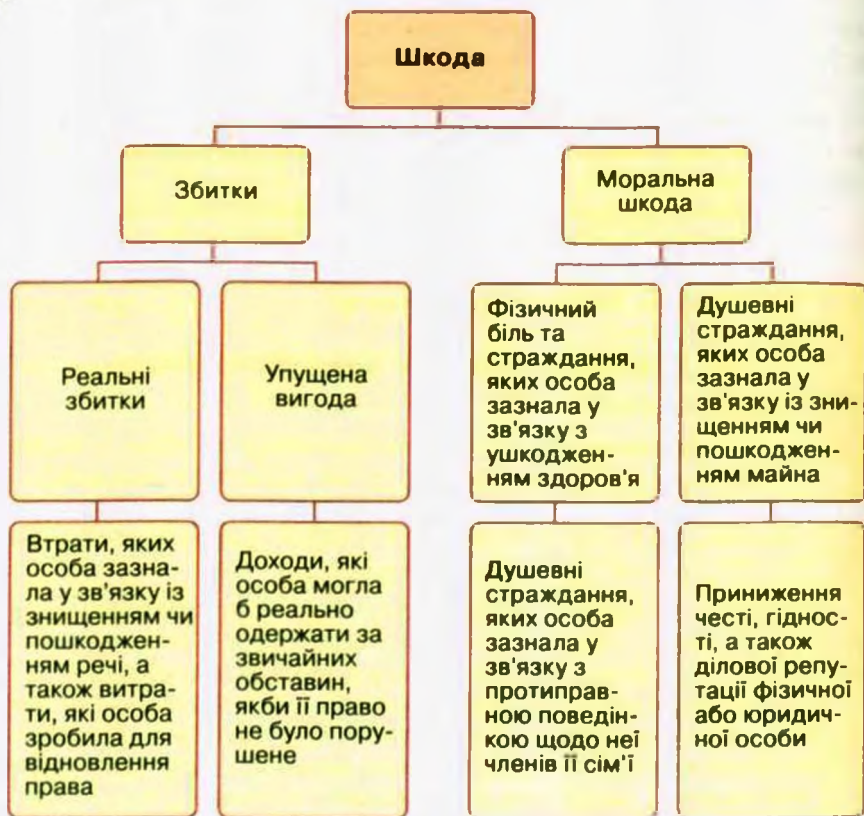 Шкода
Збитки
Моральна
шкода
Реальні
збитки
Упущена
вигода
Фізичний
біль та
страждання,
яких особа
зазнала у
зв'язку з
ушкоджен-
ням здоров'я
Душевні
страждання,
яких особа
зазнала у
зв'язку із зни-
щенням чи
пошкоджен-
ням майна
Втрати, яких
особа зазна-
ла у зв'язку із
знищенням чи
пошкоджен-
ням речі, а
також витра-
ти, які особа
зробила для
відновлення
права
Доходи, які
особа могла
б реально
одержати за
звичайних
обставин,
якби її право
не було пору-
шене
Душевні
страждання,
яких особа
зазнала у
зв'язку з
протиправ-
ною поведін-
кою щодо неї
членів її сім'ї
Приниження
честі, гіднос-
ті, а також
ділової репу-
тації фізичної
або юридич-
ної особи